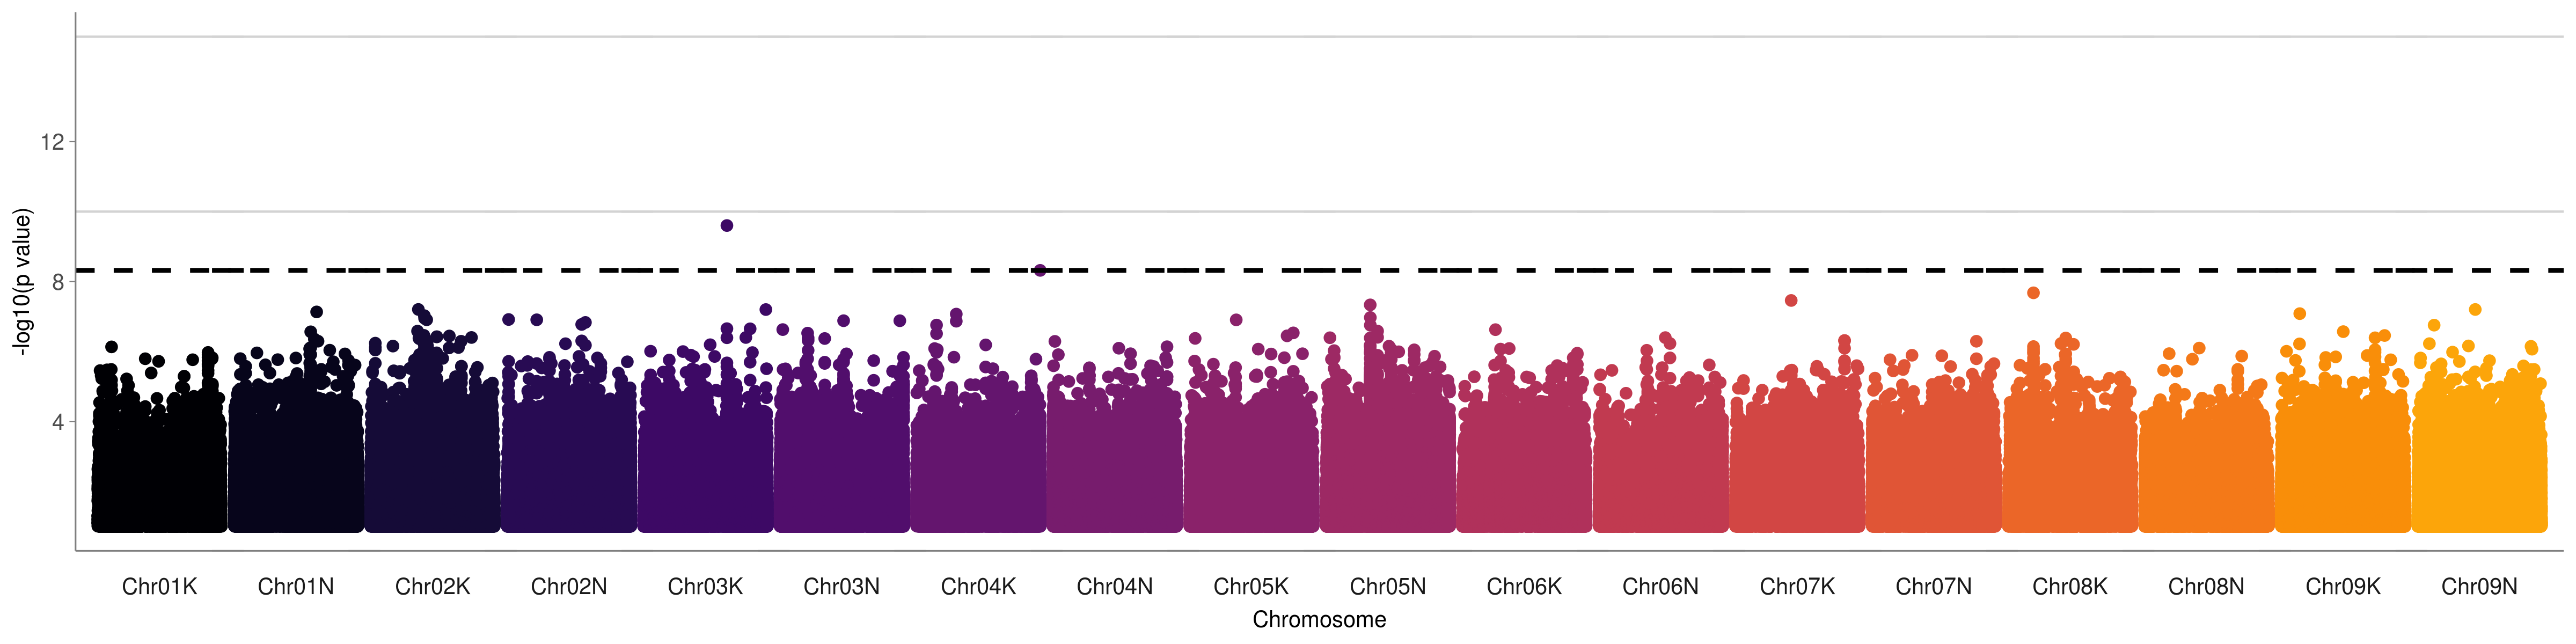 -log10(p value)
12
8
4
Chr01K Chr01N Chr02K Chr02N Chr03K Chr03N Chr04K Chr04N Chr05K Chr05N Chr06K Chr06N Chr07K Chr07N Chr08K Chr08N Chr09K Chr09N
Chromosome